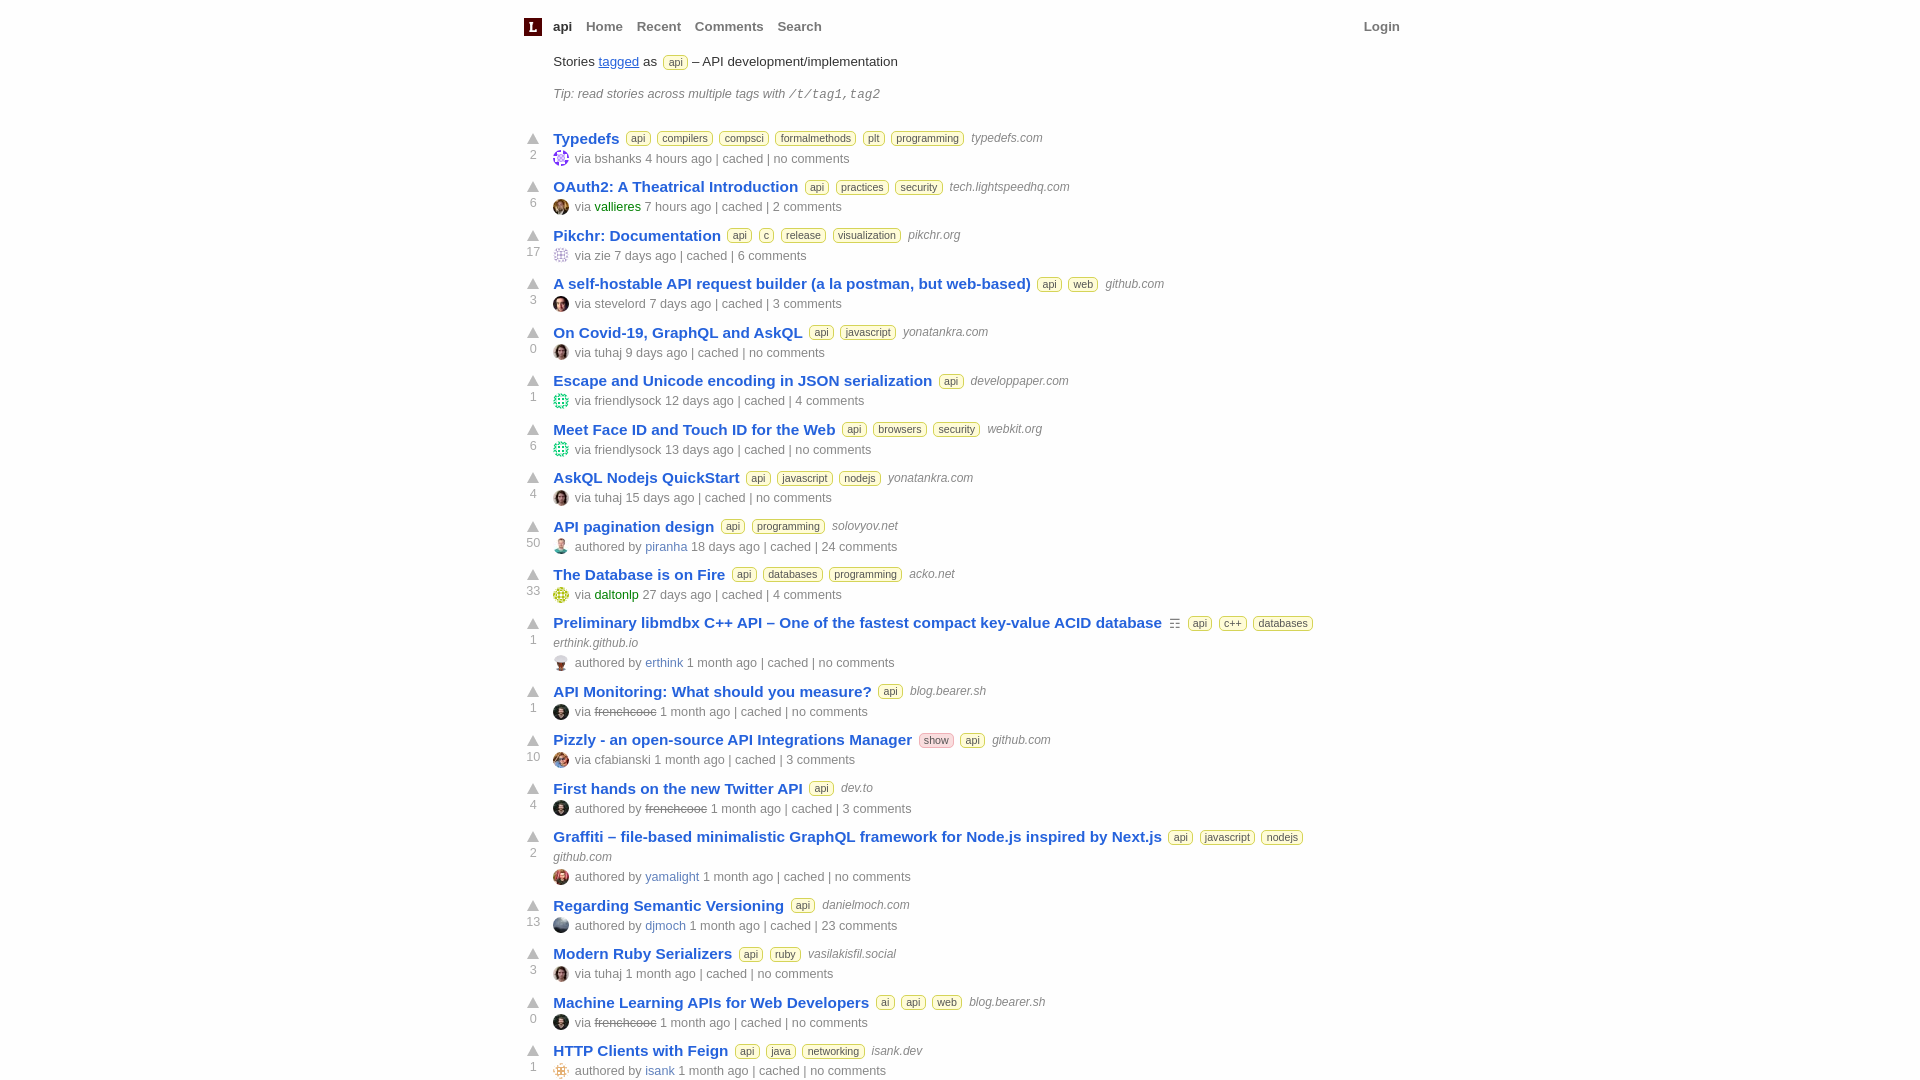 L api Home Recent Comments Search Login
Stories tagged as api – API development/implementation
Tip: read stories across multiple tags with /t/tag1,tag2
Typedefs api compilers compsci formalmethods plt programming typedefs.com
2 via bshanks 4 hours ago | cached | no comments
OAuth2: A Theatrical Introduction api practices security tech.lightspeedhq.com
6 via vallieres 7 hours ago | cached | 2 comments
Pikchr: Documentation api c release visualization pikchr.org
17 via zie 7 days ago | cached | 6 comments
A self-hostable API request builder (a la postman, but web-based) api web github.com
3 via stevelord 7 days ago | cached | 3 comments
On Covid-19, GraphQL and AskQL api javascript yonatankra.com
0 via tuhaj 9 days ago | cached | no comments
Escape and Unicode encoding in JSON serialization api developpaper.com
1 via friendlysock 12 days ago | cached | 4 comments
Meet Face ID and Touch ID for the Web api browsers security webkit.org
6 via friendlysock 13 days ago | cached | no comments
AskQL Nodejs QuickStart api javascript nodejs yonatankra.com
4 via tuhaj 15 days ago | cached | no comments
API pagination design api programming solovyov.net
50 authored by piranha 18 days ago | cached | 24 comments
The Database is on Fire api databases programming acko.net
33 via daltonlp 27 days ago | cached | 4 comments
Preliminary libmdbx C++ API – One of the fastest compact key-value ACID database ☶ api c++ databases
1 erthink.github.io
authored by erthink 1 month ago | cached | no comments
API Monitoring: What should you measure? api blog.bearer.sh
1 via frenchcooc 1 month ago | cached | no comments
Pizzly - an open-source API Integrations Manager show api github.com
10 via cfabianski 1 month ago | cached | 3 comments
First hands on the new Twitter API api dev.to
4 authored by frenchcooc 1 month ago | cached | 3 comments
Graffiti – file-based minimalistic GraphQL framework for Node.js inspired by Next.js api javascript nodejs
2 github.com
authored by yamalight 1 month ago | cached | no comments
Regarding Semantic Versioning api danielmoch.com
13 authored by djmoch 1 month ago | cached | 23 comments
Modern Ruby Serializers api ruby vasilakisfil.social
3 via tuhaj 1 month ago | cached | no comments
Machine Learning APIs for Web Developers ai api web blog.bearer.sh
0 via frenchcooc 1 month ago | cached | no comments
HTTP Clients with Feign api java networking isank.dev
1 authored by isank 1 month ago | cached | no comments